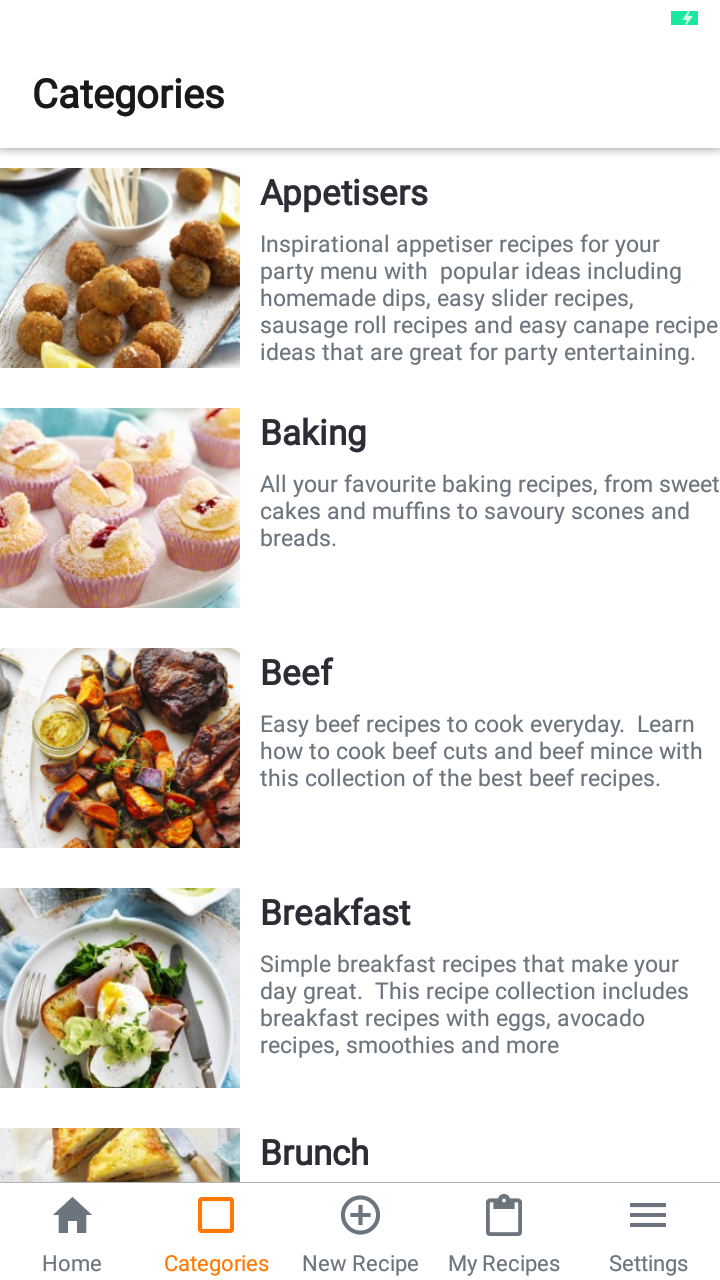 Categories
Appetisers
Inspirational appetiser recipes for your
party menu with  popular ideas including
homemade dips, easy slider recipes,
sausage roll recipes and easy canape recipe
ideas that are great for party entertaining.
Baking
All your favourite baking recipes, from sweet
cakes and muffins to savoury scones and
breads.
Beef
Easy beef recipes to cook everyday.  Learn
how to cook beef cuts and beef mince with
this collection of the best beef recipes.
Breakfast
Simple breakfast recipes that make your
day great.  This recipe collection includes
breakfast recipes with eggs, avocado
recipes, smoothies and more
Brunch
Home
Categories
New Recipe
My Recipes
Settings